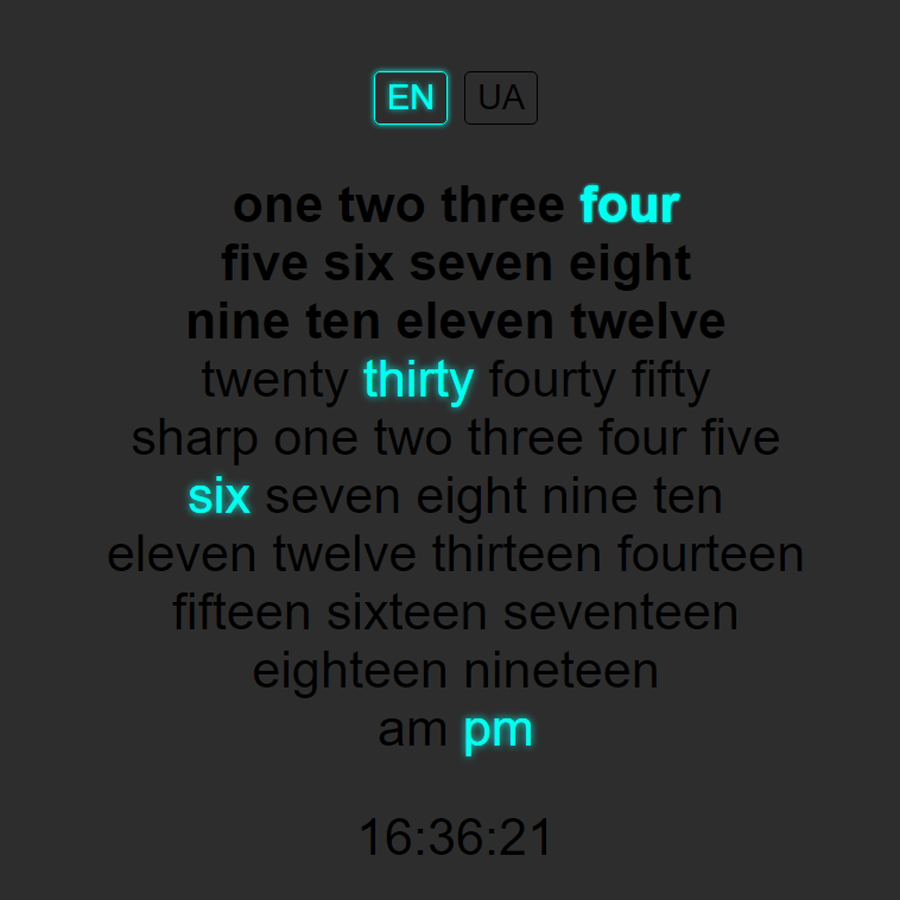 EN UA
one two three four
five six seven eight
nine ten eleven twelve
twenty thirty fourty fifty
sharp one two three four five
six seven eight nine ten
eleven twelve thirteen fourteen
fifteen sixteen seventeen
eighteen nineteen
am pm
16:36:21